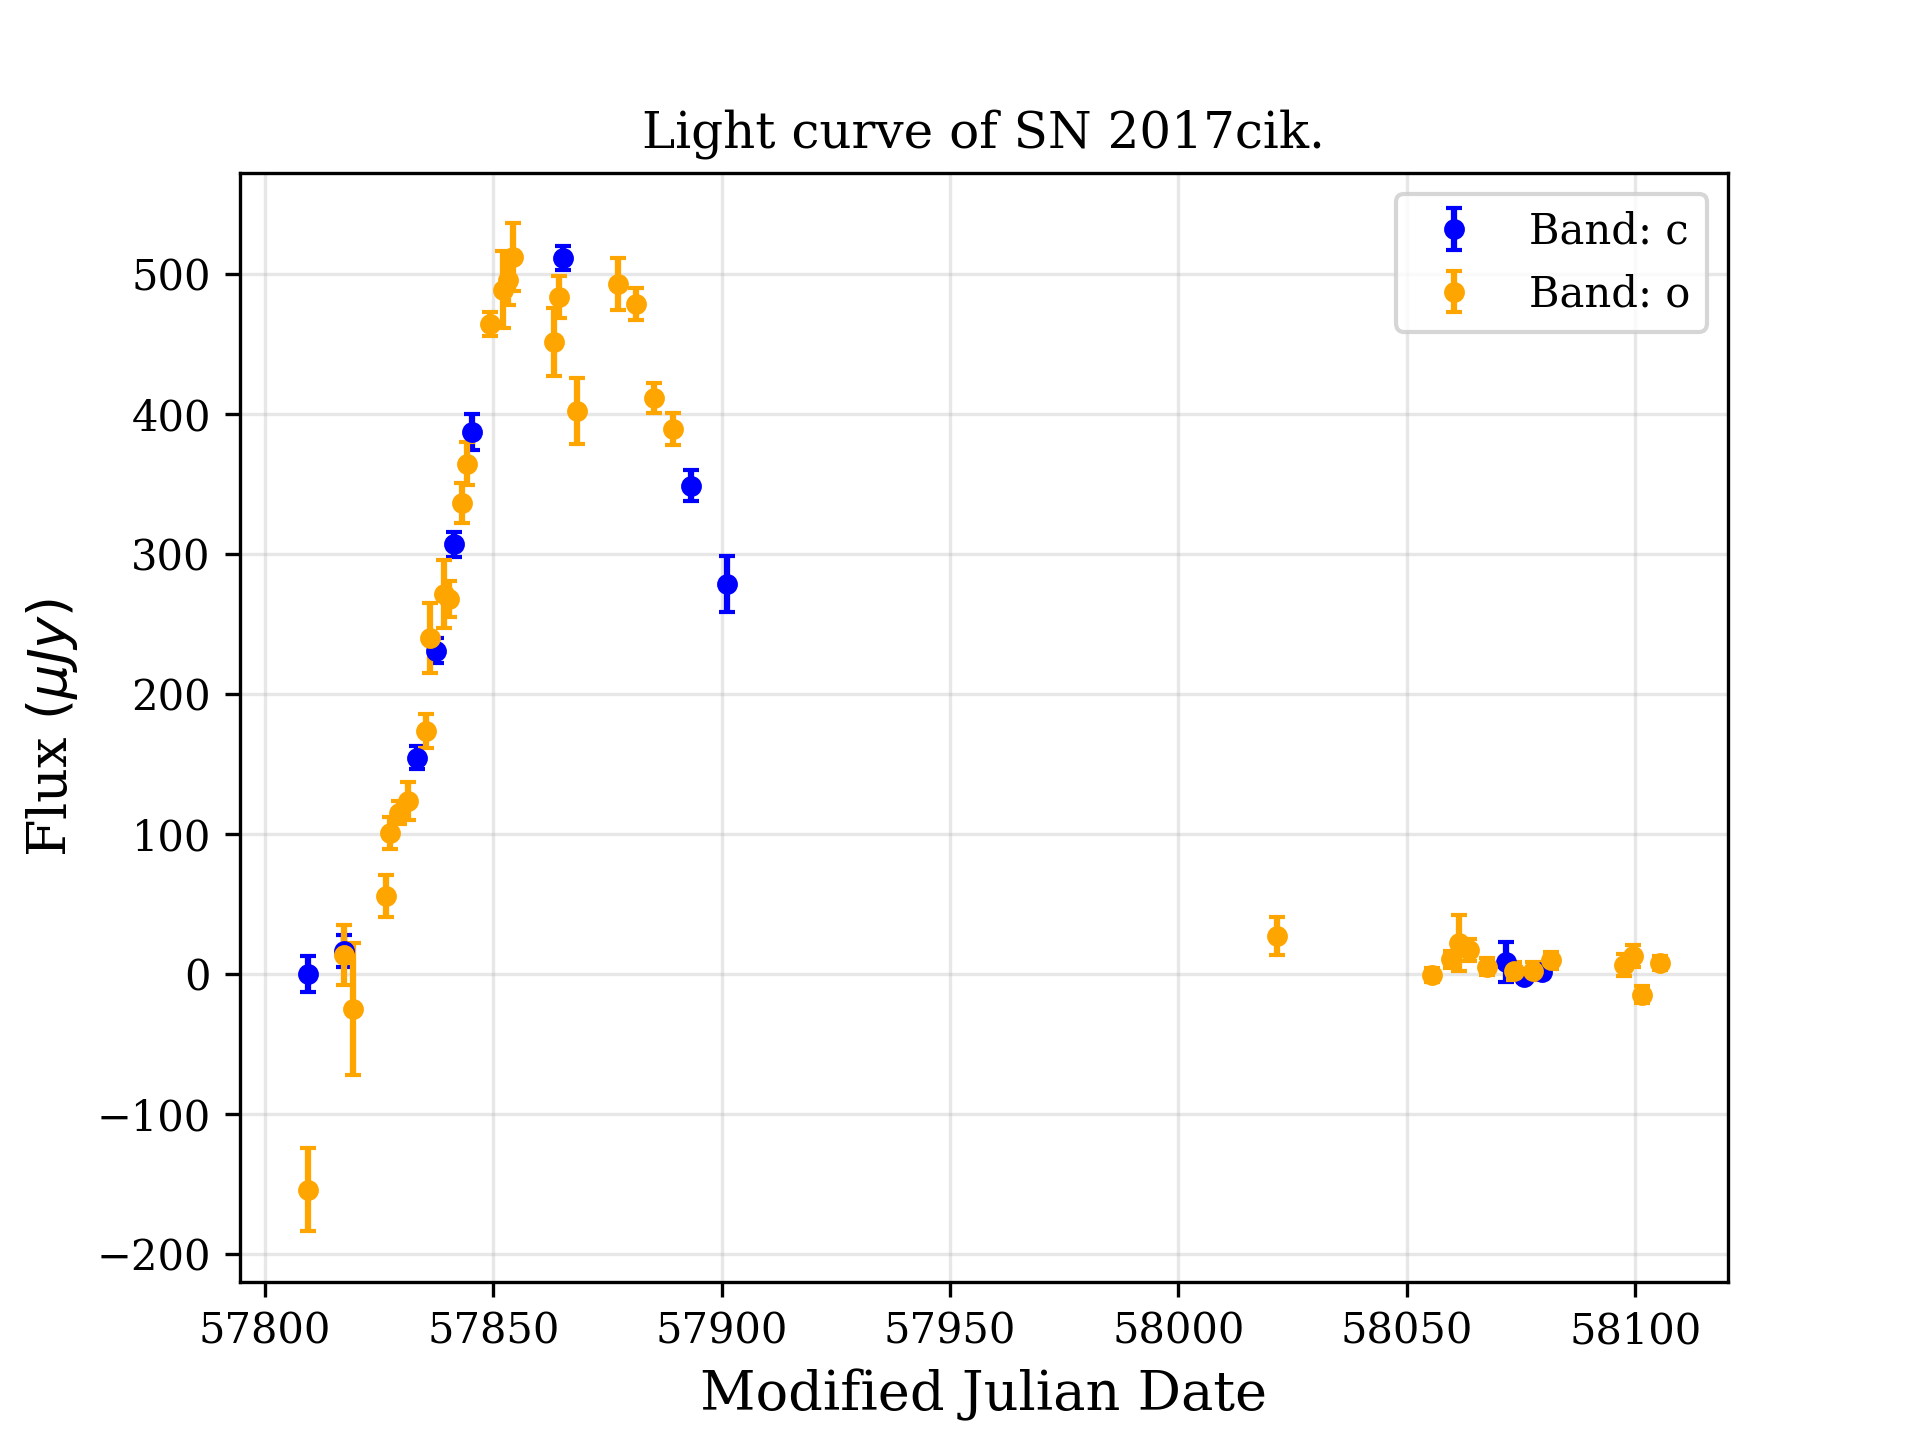 Light curve of SN 2017cik.
Band: c
Band: o
Flux (μJy)
500
400
300
200
100
0
−100
−200
57800 57850 57900 57950 58000 58050 58100
Modified Julian Date